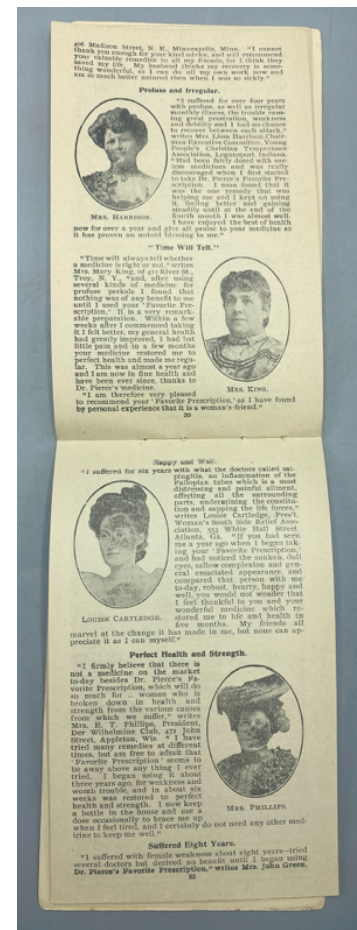 408 Madison Street, N. E., Minneapolis, Minn. "I cannot
thank you enough for your kind advice, and will recommend
your valuable remedies to all my friends, for I think they
saved my life. My husband thinks my recovery is some-
thing wonderful, as I can do all my own work now and
am so much better natured then when I was so sickly."
Profuse and Irregular.
"I suffered for over four years
with profuse, as well as irregular
monthly illness, the trouble caus-
ing great prostration, weakness
and debility and I had no chance
to recover between each attack,"
writes Mrs. Lissa Harrison, Chair-
man Executive Committee, Young
People's Christian Temperance
Association, Logansport, Indiana.
"Had been fairly dosed with use-
less medicines and was really
discouraged when I first started
to take Dr. Pierce's Favorite Pre-
scription. I soon found that it
was the one remedy that was
helping me and I kept on using
it, feeling better and gaining
steadily until at the end of the
fourth month I was almost well.
I have enjoyed the best of health
MRS. HARRISON.
now for over a year and give all praise to your medicine as
it has proven an untold blessing to me."
"Time Will Tell."
"Time will always tell whether
a medicine is right or not," writes
Mrs. Mary King, of 412 River St.,
Troy, N. Y., "and, after using
several kinds of medicine for
profuse periods I found that
nothing was of any benefit to me
until I used your 'Favorite Pre-
scription.' It is a very remark-
able preparation. Within a few
weeks after I commenced taking
it I felt better, my general health
had greatly improved, I had but
little pain and in a few months
your medicine restored me to
perfect health and made me regu-
lar. This was almost a year ago
and I am now in fine health and
have been ever since, thanks to
Dr. Pierce's medicine.
MRS. KING.
"I am therefore very pleased
to recommend your 'Favorite Prescription,' as I have found
by personal experience that it is a woman's-friend."
20
Happy and Well.
"I suffered for six years with what the doctors called sal-
pingitis, an inflammation of the
Fallopian tubes which is a most
distressing and painful ailment,
affecting all the surrounding
parts, undermining the constitu-
tion and sapping the life forces,"
writes Louise Cartledge, Pres't.
Women's South Side Relief Asso-
ciation, 553 White Hall Street
Atlanta, Ga. "If you had seen
me a year ago when I began tak-
ing your 'Favorite Prescription,'
and had noticed the sunken, dull
eyes, sallow complexion and gen-
eral emaciated appearance, and
compared that person with me
to-day, robust, hearty, happy and
well, you would not wonder that
I feel thankful to you and your
wonderful medicine which re-
stored me to life and health in
five months. My friends all
LOUISE CARTLEDGE.
marvel at the change it has made in me, but none can ap-
preciate it as I can myself."
Perfect Health and Strength.
"I firmly believe that there is
not a medicine on the market
to-day besides Dr. Pierce's Fa-
vorite Prescription, which will do
so much for a woman who is
broken down in health and
strength from the various causes
from which we suffer," writes
Mrs. H. T. Phillips, President,
Der Wilhelmine Club, 472 John
Street, Appleton, Wis. "I have
tried many remedies at different
times, but am free to admit that
'Favorite Prescription' seems to
be away above any thing I ever
tried. I began using it about
three years ago, for weakness and
womb trouble, and in about six
weeks was restored to perfect
health and strength. I now keep
a bottle in the house and use a
dose occasionally to brace me up
MRS. PHILLIPS.
when I feel tired, and I certainly do not need any other med-
icine to keep me well."
Suffered Eight Years.
"I suffered with female weakness about eight years—tried
several doctors but derived no benefit until I began using
Dr. Pierce's Favorite Prescription," writes Mrs. John Green,